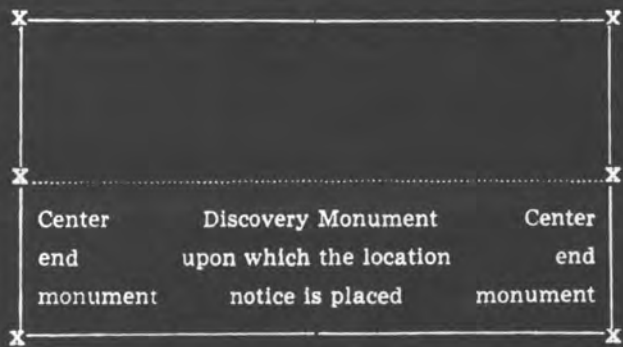 X X
X X
Center Discovery Monument Center
end upon which the location end
monument notice is placed monument
X X